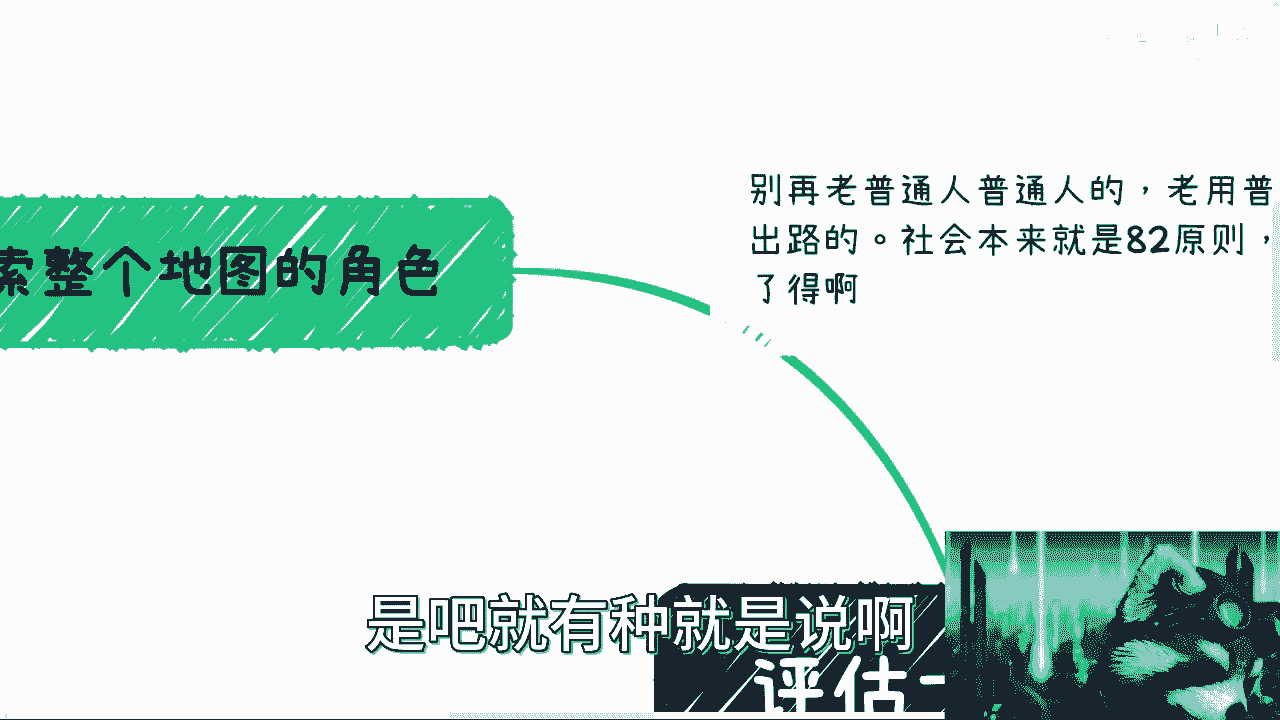 索整个地图的角色
别再老普通人普通人的，老用普
出路的。社会本来就是82原则，
了得啊
是吧就有种就是说啊
评估